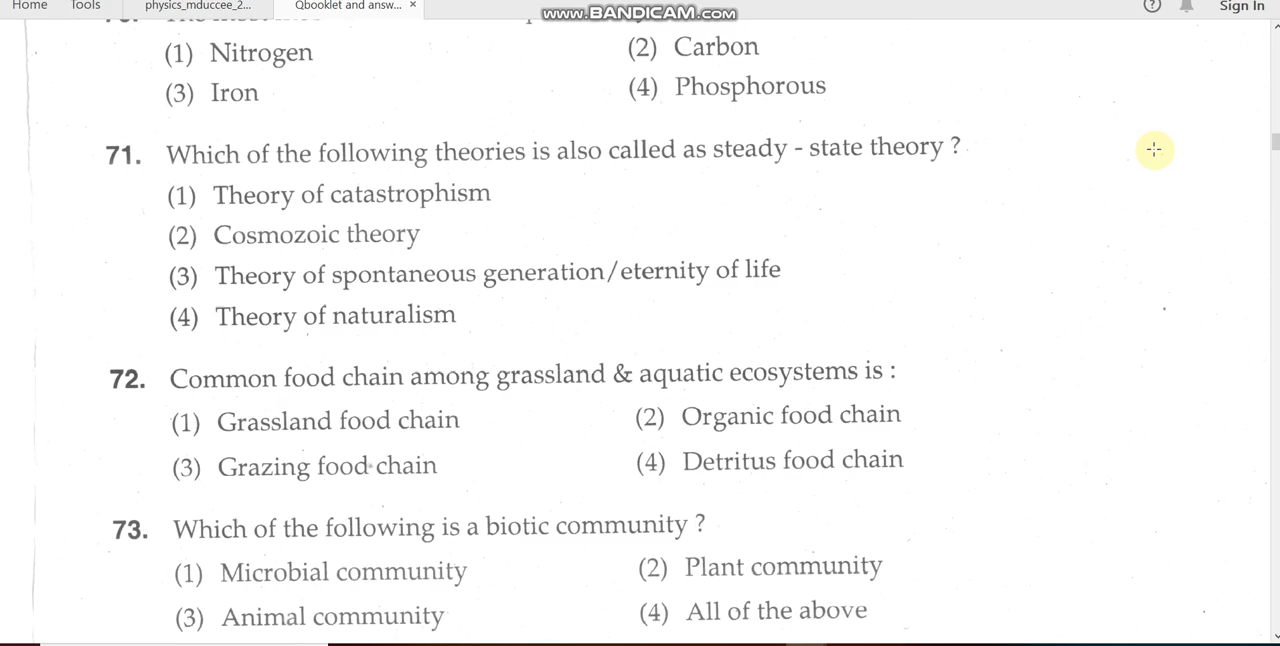 Home Tools physics_mduccee_2... Qbooklet and answ... × www.BANDICAM.com ? Sign In
(1) Nitrogen (2) Carbon
(3) Iron (4) Phosphorous
71. Which of the following theories is also called as steady - state theory ?
(1) Theory of catastrophism
(2) Cosmozoic theory
(3) Theory of spontaneous generation/eternity of life
(4) Theory of naturalism
72. Common food chain among grassland & aquatic ecosystems is :
(1) Grassland food chain (2) Organic food chain
(3) Grazing food chain (4) Detritus food chain
73. Which of the following is a biotic community ?
(1) Microbial community (2) Plant community
(3) Animal community (4) All of the above